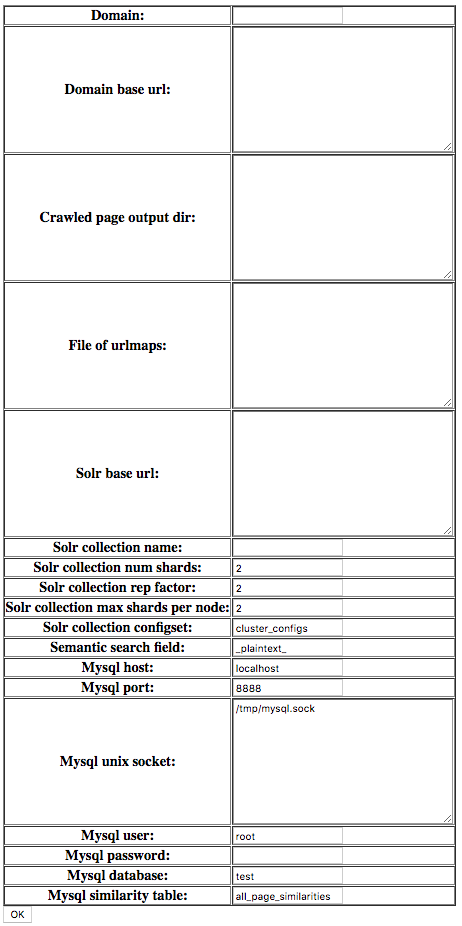 Domain:
Domain base url:
Crawled page output dir:
File of urlmaps:
Solr base url:
Solr collection name:
Solr collection num shards: 2
Solr collection rep factor: 2
Solr collection max shards per node: 2
Solr collection configset: cluster_configs
Semantic search field: _plaintext_
Mysql host: localhost
Mysql port: 8888
Mysql unix socket: /tmp/mysql.sock
Mysql user: root
Mysql password:
Mysql database: test
Mysql similarity table: all_page_similarities
OK